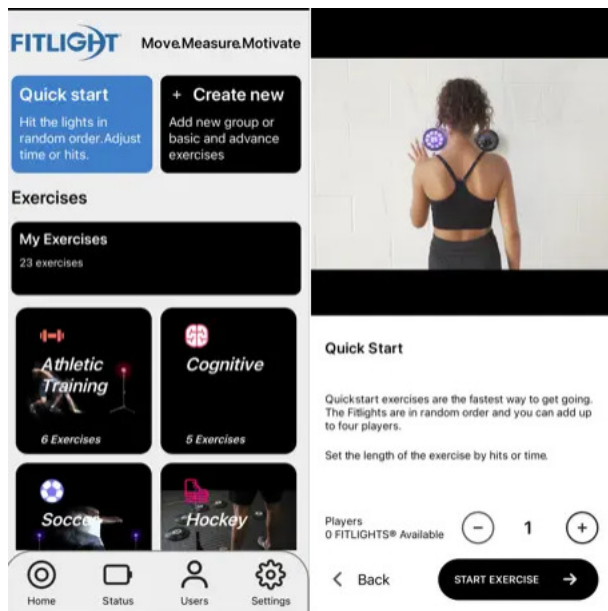 FITLIGHT
Move.Measure.Motivate
Quick start
Hit the lights in
random order.Adjust
time or hits.
+ Create new
Add new group or
basic and advance
exercises
Exercises
My Exercises
23 exercises
Athletic
Training
6 Exercises
Cognitive
5 Exercises
Soccer
Hockey
Home
Status
Users
Settings
Quick Start
Quickstart exercises are the fastest way to get going.
The Fitlights are in random order and you can add up
to four players.
Set the length of the exercise by hits or time.
Players
0 FITLIGHTS® Available
1
Back
START EXERCISE